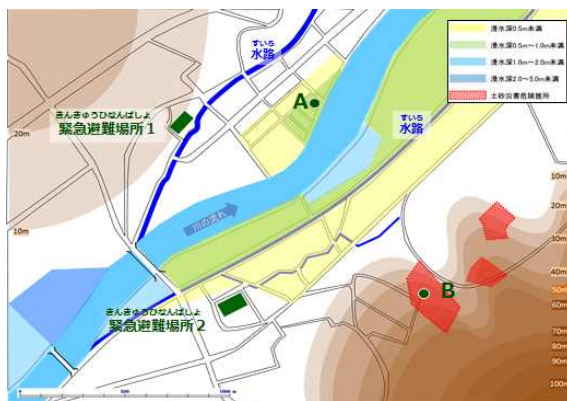 浸水深0.5m未満
浸水深0.5m～1.0m未満
浸水深1.0m～2.0m未満
浸水深2.0～5.0m未満
土砂災害危険箇所
すいろ
水路
A
きんきゅうひなんばしょ
緊急避難場所１
すいろ
水路
20m
10m
川の流れ
10m
20m
30m
40m
50m
60m
70m
80m
90m
100m
B
きんきゅうひなんばしょ
緊急避難場所２
0
500
1000 m